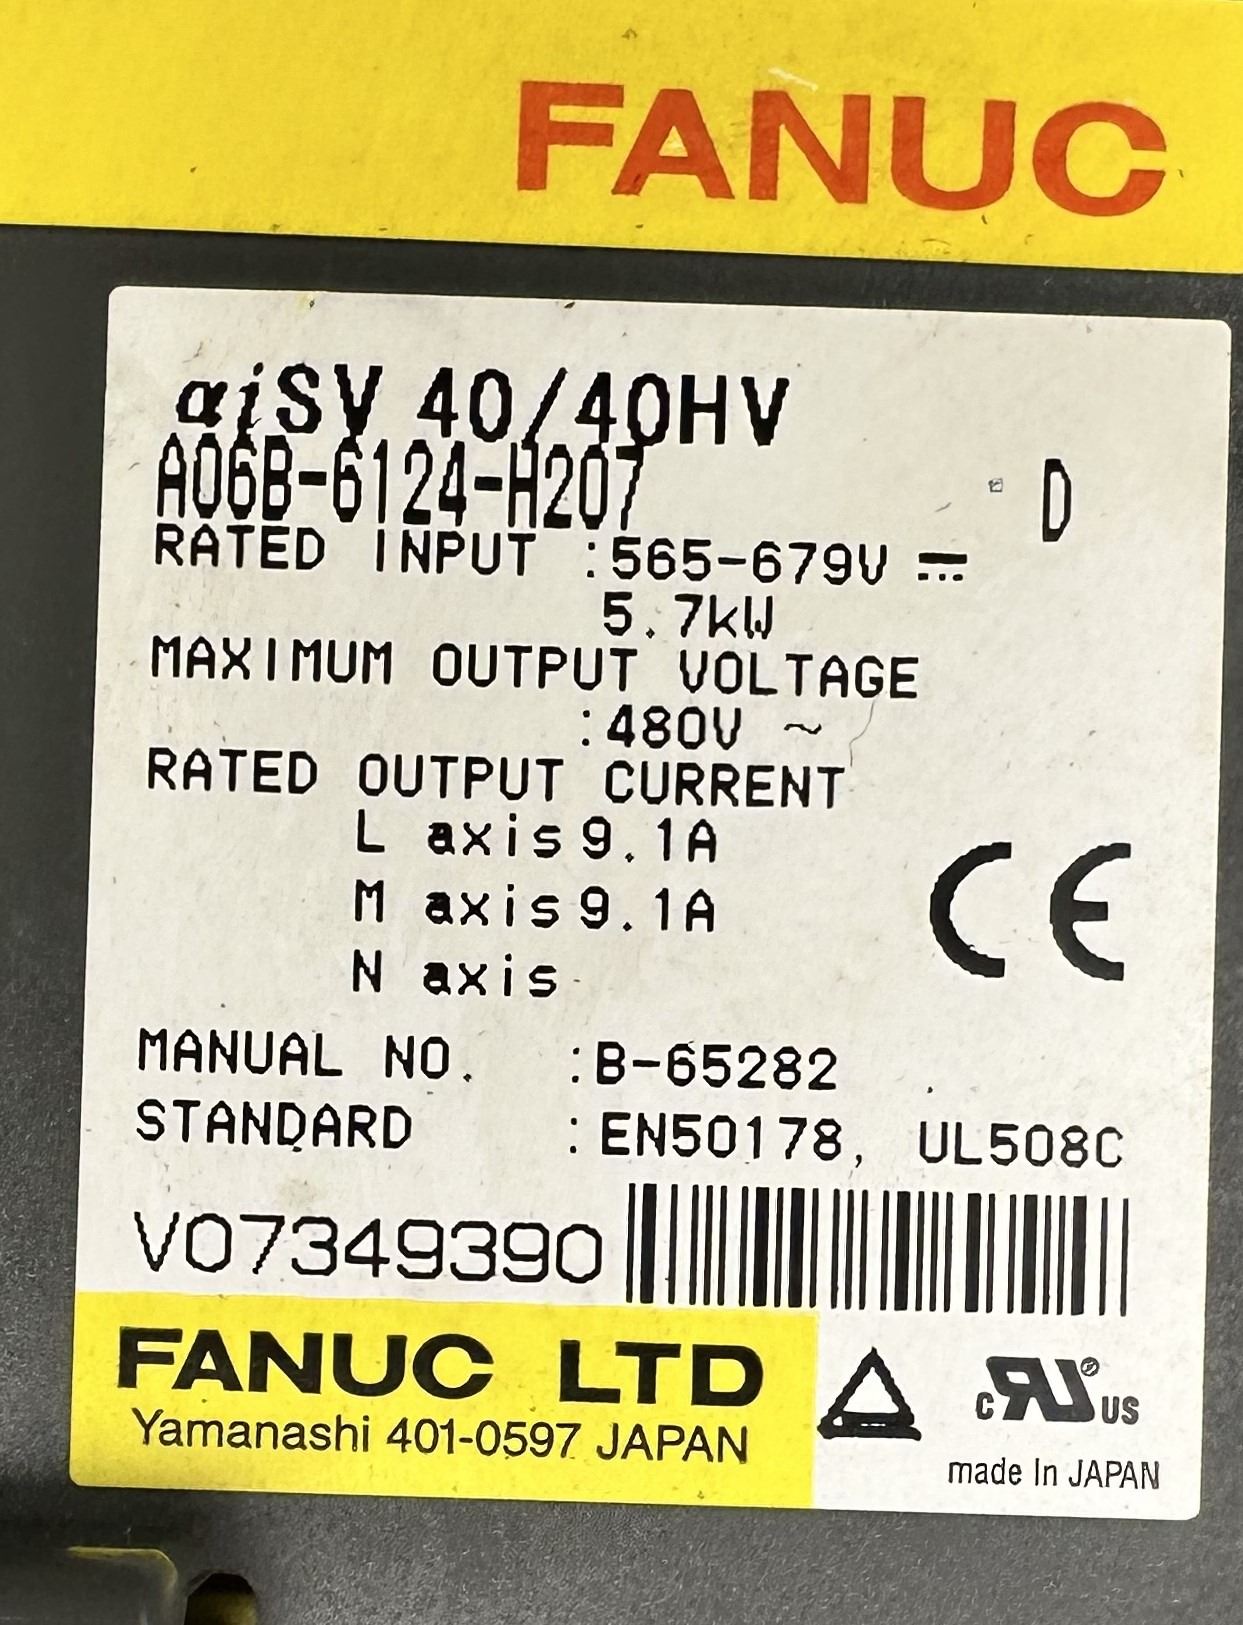 FANUC
αiSV 40/40HV
A06B-6124-H207 D
RATED INPUT :565-679V ⎓
5.7kW
MAXIMUM OUTPUT VOLTAGE
:480V ~
RATED OUTPUT CURRENT
L axis 9.1A
M axis 9.1A
N axis
CE
MANUAL NO. :B-65282
STANDARD :EN50178, UL508C
V07349390
FANUC LTD
Yamanashi 401-0597 JAPAN
c RU ® US
made In JAPAN